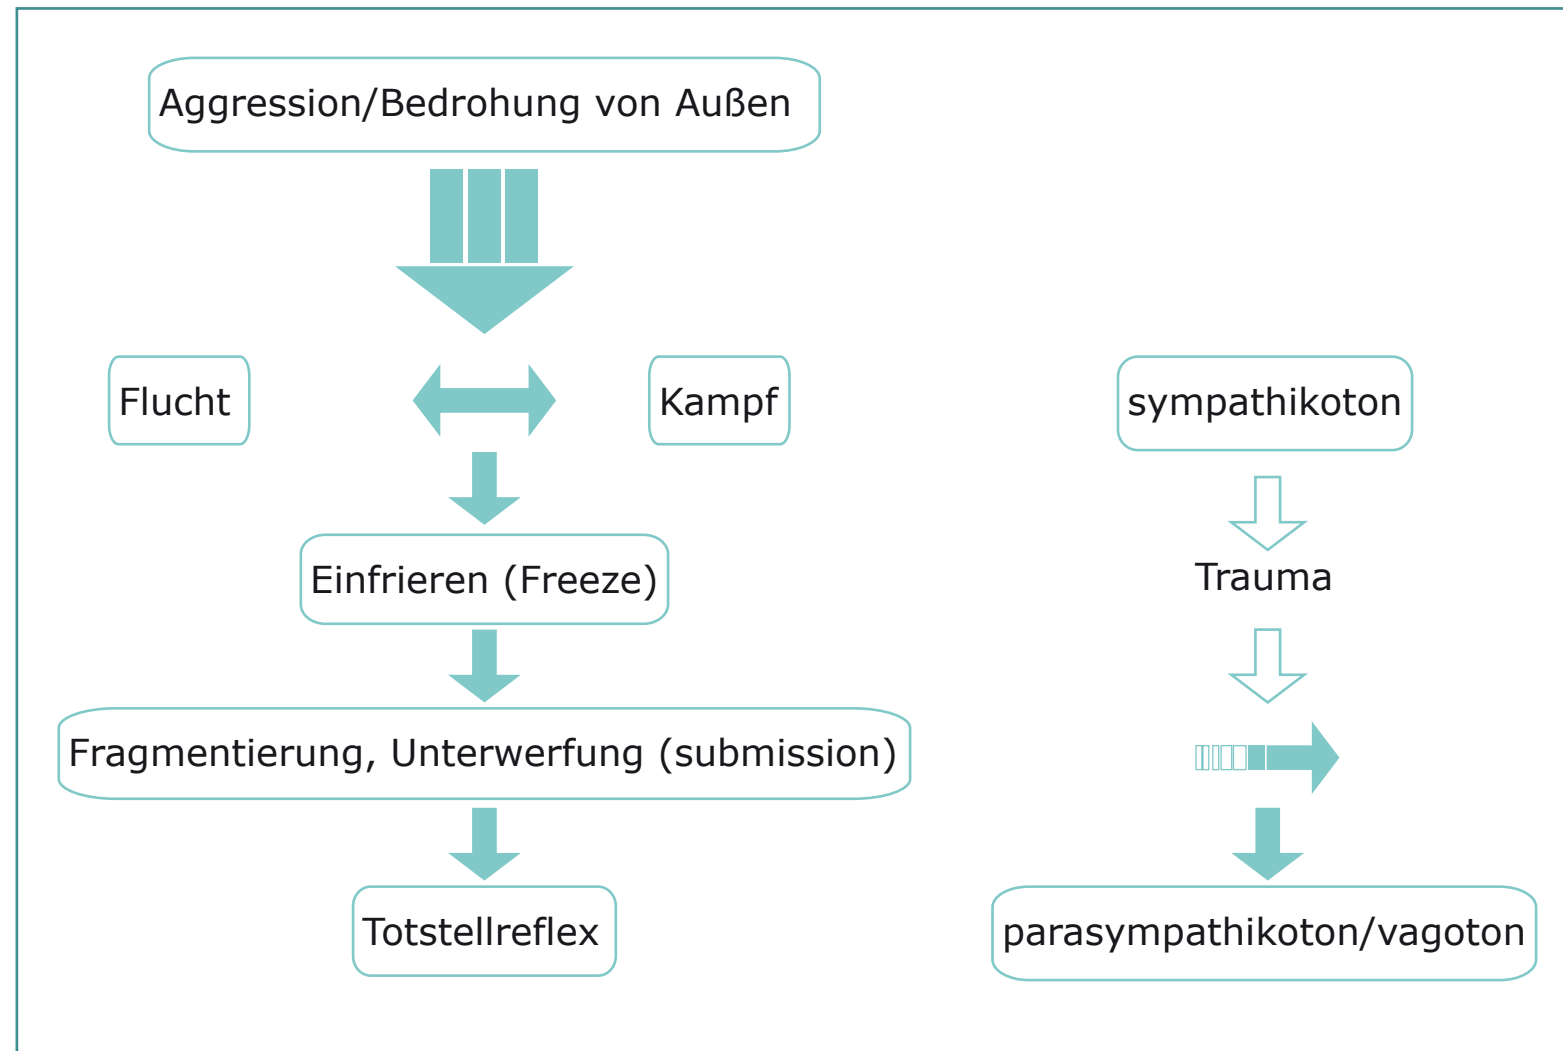 Aggression/Bedrohung von Außen
Flucht
Kampf
sympathikoton
Einfrieren (Freeze)
Trauma
Fragmentierung, Unterwerfung (submission)
Totstellreflex
parasympathikoton/vagoton